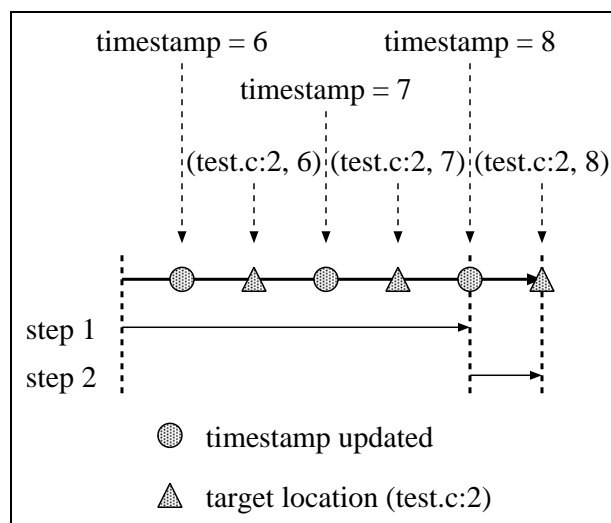 timestamp = 6
timestamp = 8
timestamp = 7
(test.c:2, 6) (test.c:2, 7) (test.c:2, 8)
step 1
step 2
timestamp updated
target location (test.c:2)